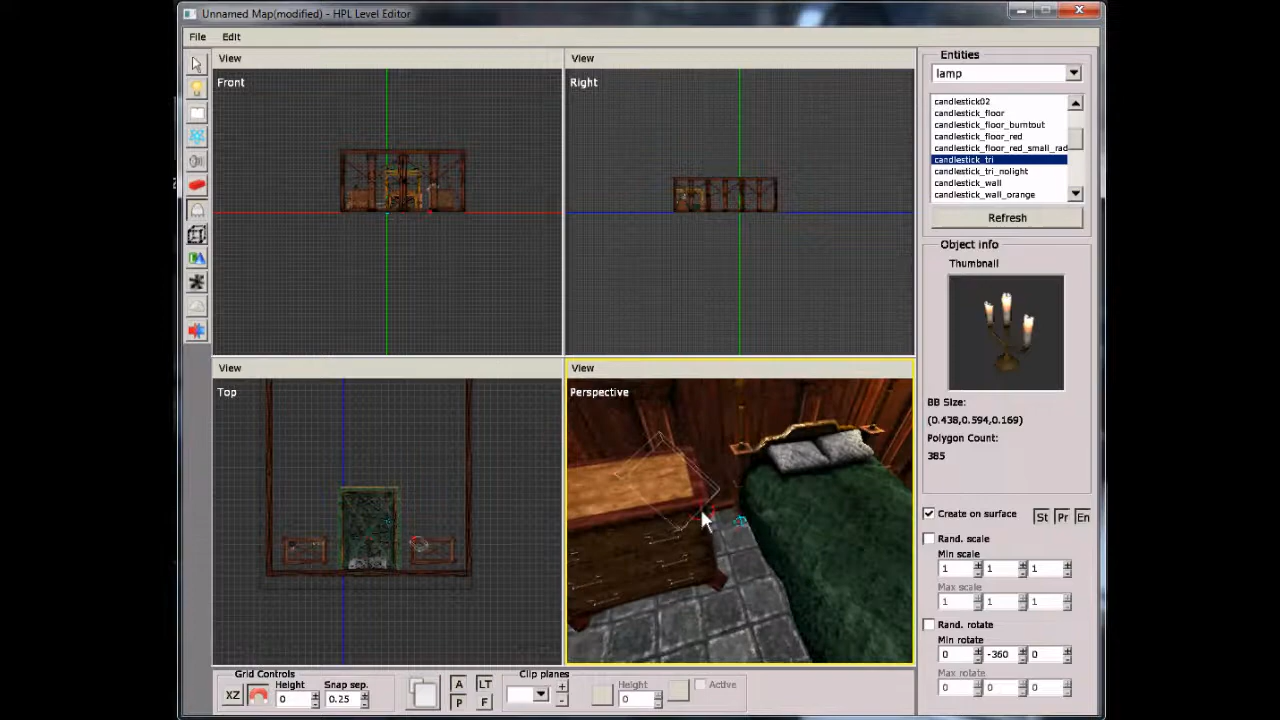 Unnamed Map(modified) - HPL Level Editor
File Edit
View
Front
View
Right
View
Top
View
Perspective
Entities
lamp
candlestick02
candlestick_floor
candlestick_floor_burntout
candlestick_floor_red
candlestick_floor_red_small_rad
candlestick_tri
candlestick_tri_nolight
candlestick_wall
candlestick_wall_orange
Refresh
Object info
Thumbnail
BB Size:
(0.438,0.594,0.169)
Polygon Count:
385
Create on surface St Pr En
Rand. scale
Min scale
1 1 1
Max scale
1 1 1
Rand. rotate
Min rotate
0 -360 0
Max rotate
0 0 0
Grid Controls
XZ
Height
0
Snap sep.
0.25
A LT
P F
Clip planes
+
-
Height
0
Active